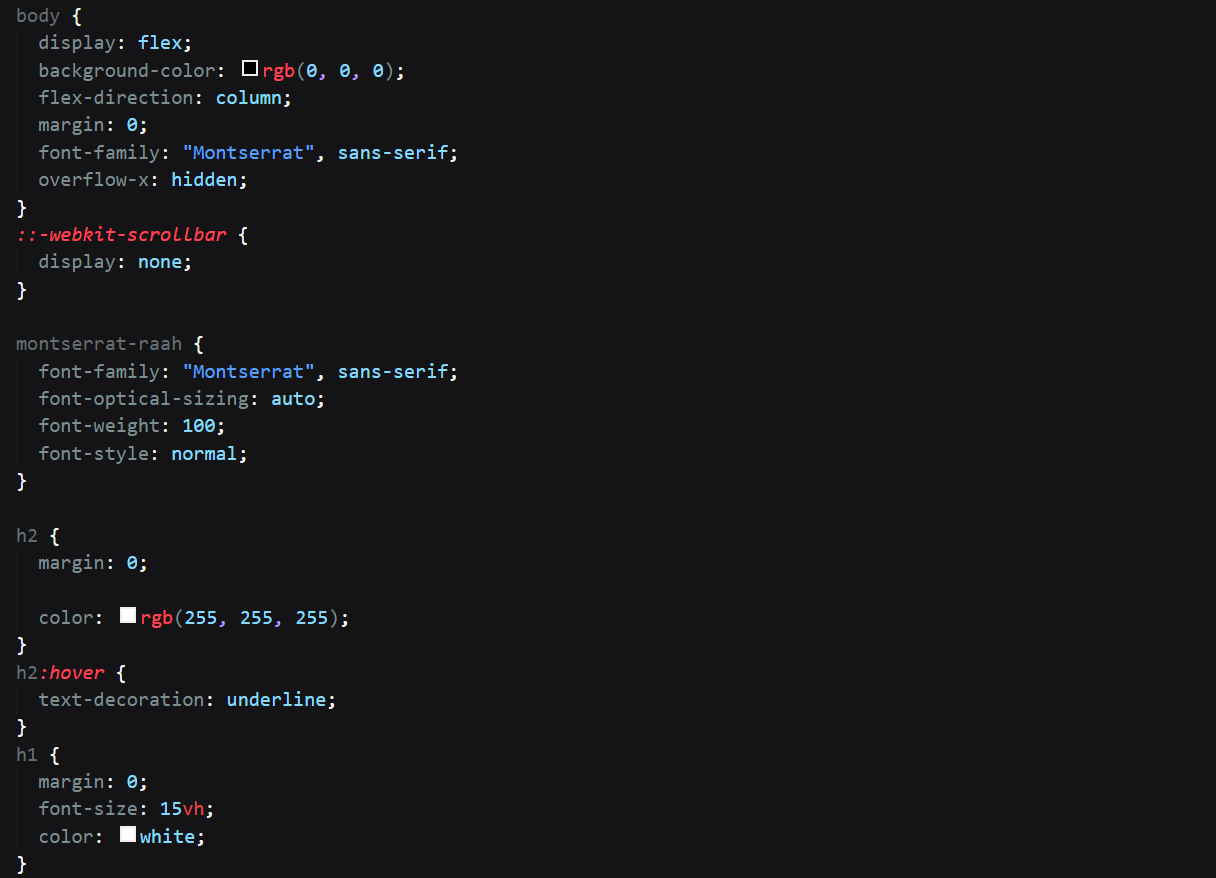 body {
  display: flex;
  background-color: rgb(0, 0, 0);
  flex-direction: column;
  margin: 0;
  font-family: "Montserrat", sans-serif;
  overflow-x: hidden;
}
::-webkit-scrollbar {
  display: none;
}

montserrat-raah {
  font-family: "Montserrat", sans-serif;
  font-optical-sizing: auto;
  font-weight: 100;
  font-style: normal;
}

h2 {
  margin: 0;

  color: rgb(255, 255, 255);
}
h2:hover {
  text-decoration: underline;
}
h1 {
  margin: 0;
  font-size: 15vh;
  color: white;
}